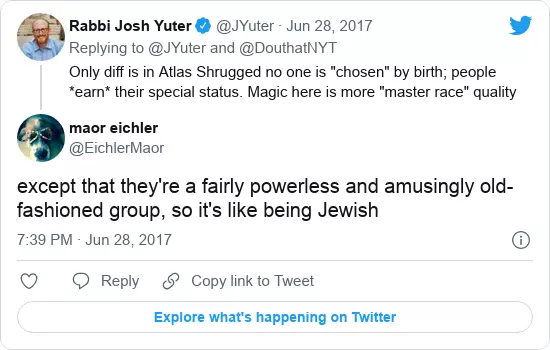 Rabbi Josh Yuter @JYuter · Jun 28, 2017
Replying to @JYuter and @DouthatNYT
Only diff is in Atlas Shrugged no one is "chosen" by birth; people
*earn* their special status. Magic here is more "master race" quality
maor eichler
@EichlerMaor
except that they're a fairly powerless and amusingly old-
fashioned group, so it's like being Jewish
7:39 PM · Jun 28, 2017
Reply Copy link to Tweet
Explore what's happening on Twitter